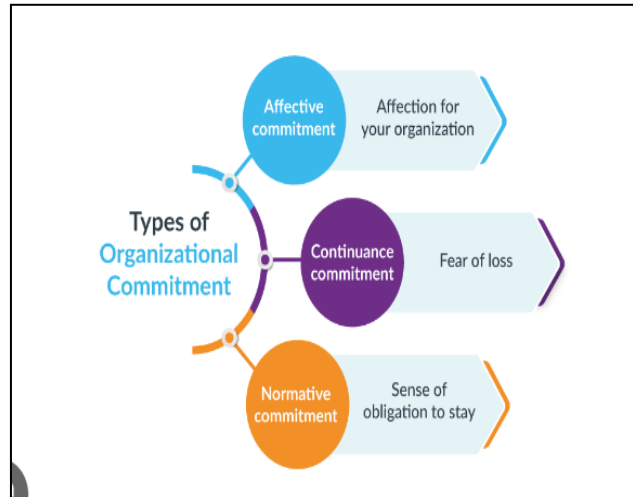 Types of
Organizational
Commitment
Affective
commitment
Affection for
your organization
Continuance
commitment
Fear of loss
Normative
commitment
Sense of
obligation to stay